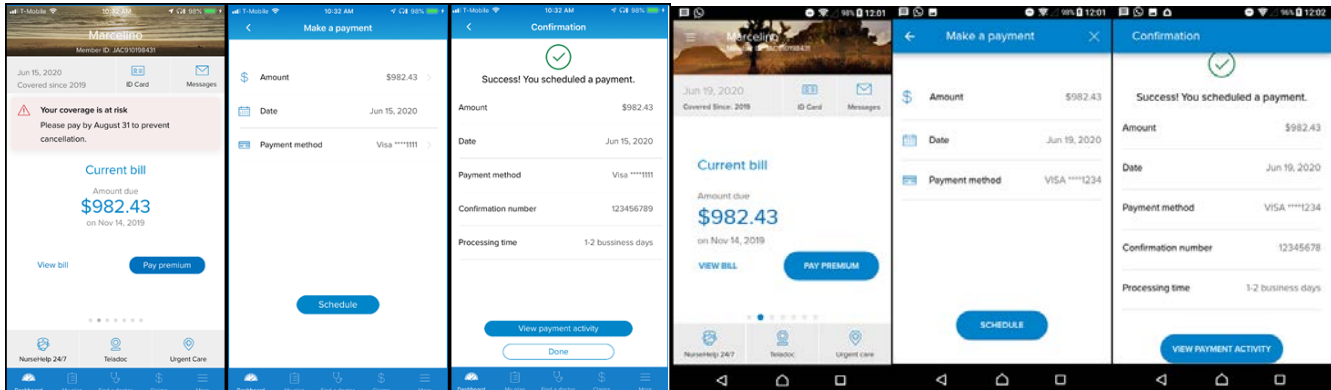 T-Mobile 10:32 AM 98%
Marcelino
Member ID: JAC910198431
Jun 15, 2020
Covered since 2019
ID Card
Messages
Your coverage is at risk
Please pay by August 31 to prevent
cancellation.
Current bill
Amount due
$982.43
on Nov 14, 2019
View bill
Pay premium
NurseHelp 24/7
Teladoc
Urgent Care
Dashboard
T-Mobile 10:32 AM 98%
Make a payment
Amount $982.43
Date Jun 15, 2020
Payment method Visa ****1111
Schedule
T-Mobile 10:32 AM 98%
Confirmation
Success! You scheduled a payment.
Amount $982.43
Date Jun 15, 2020
Payment method Visa ****1111
Confirmation number 123456789
Processing time 1-2 bussiness days
View payment activity
Done
98% 12:01
Marcelino
Jun 19, 2020
Covered Since: 2019
ID Card
Messages
Current bill
Amount due
$982.43
on Nov 14, 2019
VIEW BILL
PAY PREMIUM
NurseHelp 24/7
Teladoc
Urgent care
98% 12:01
Make a payment
Amount $982.43
Date Jun 19, 2020
Payment method VISA ****1234
SCHEDULE
96% 12:02
Confirmation
Success! You scheduled a payment.
Amount $982.43
Date Jun 19, 2020
Payment method VISA ****1234
Confirmation number 12345678
Processing time 1-2 business days
VIEW PAYMENT ACTIVITY